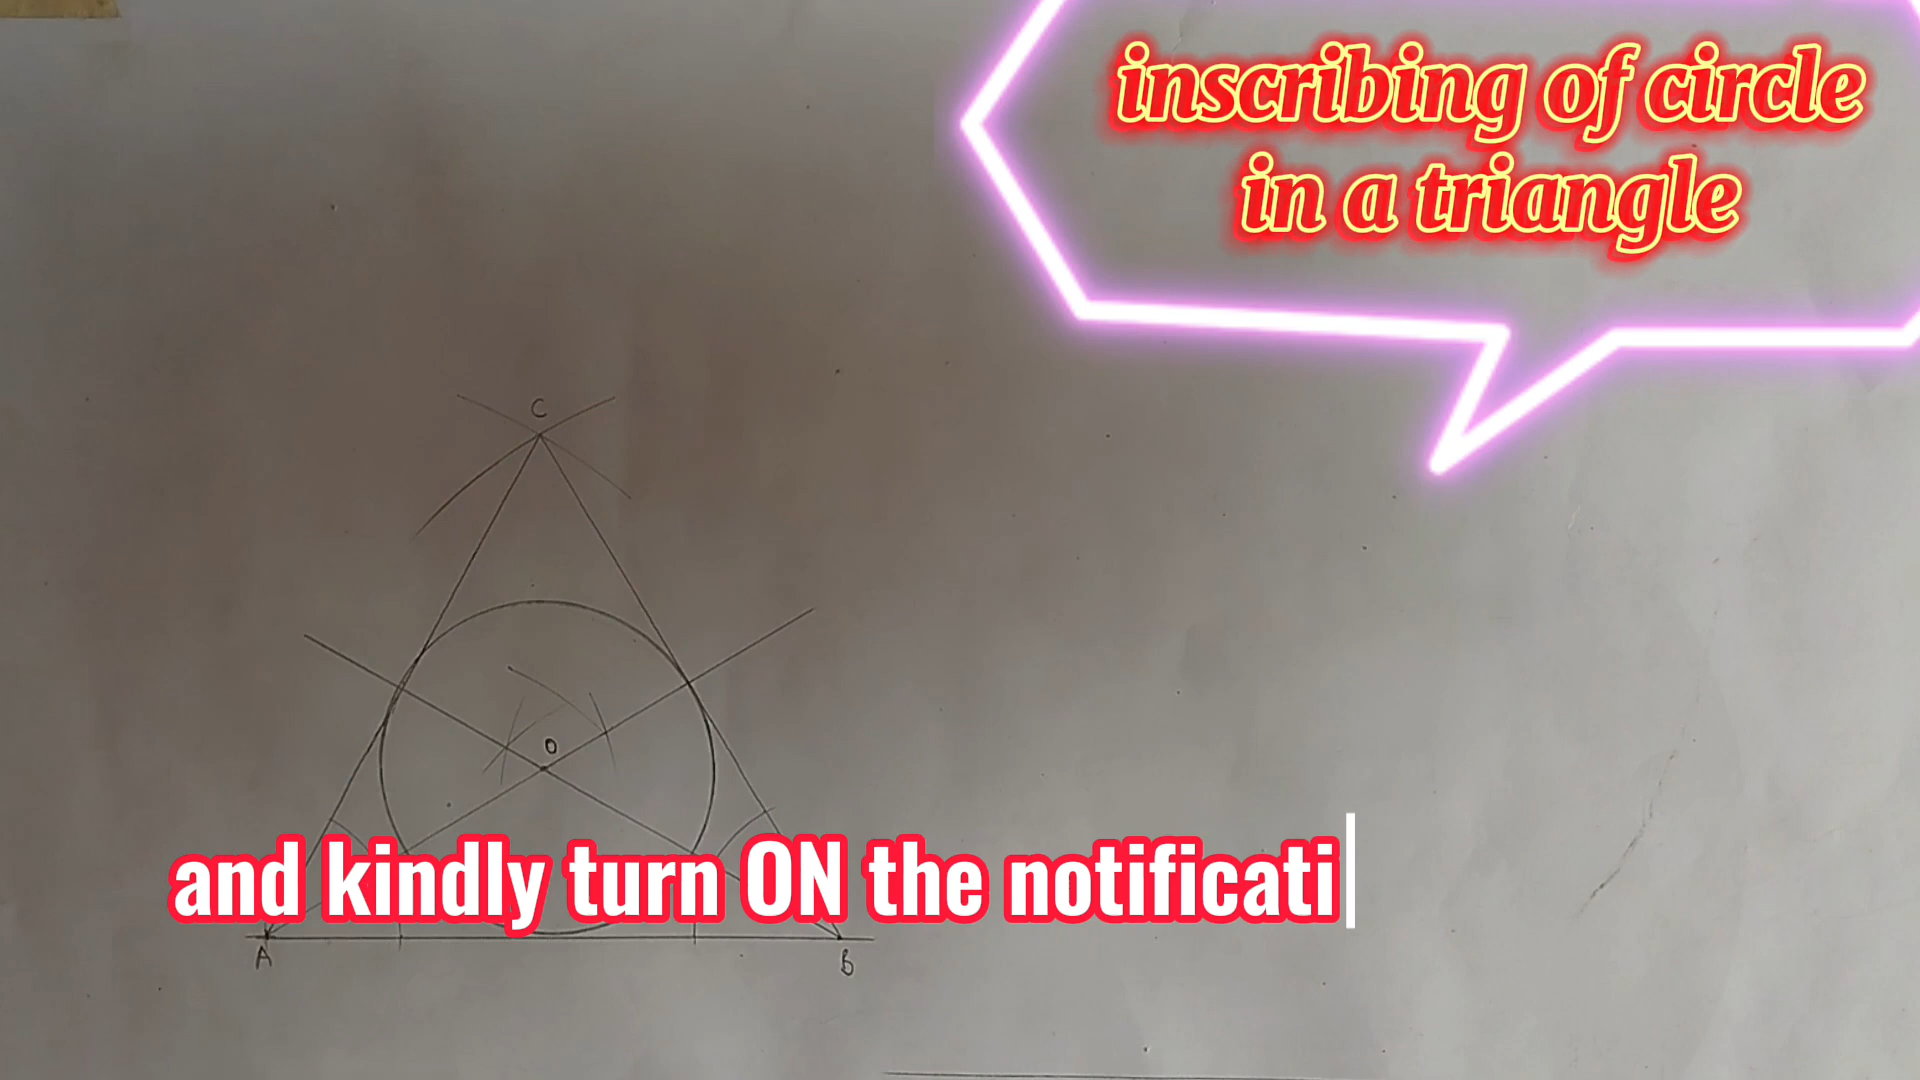 inscribing of circle
in a triangle
C
O
and kindly turn ON the notificati
A
B